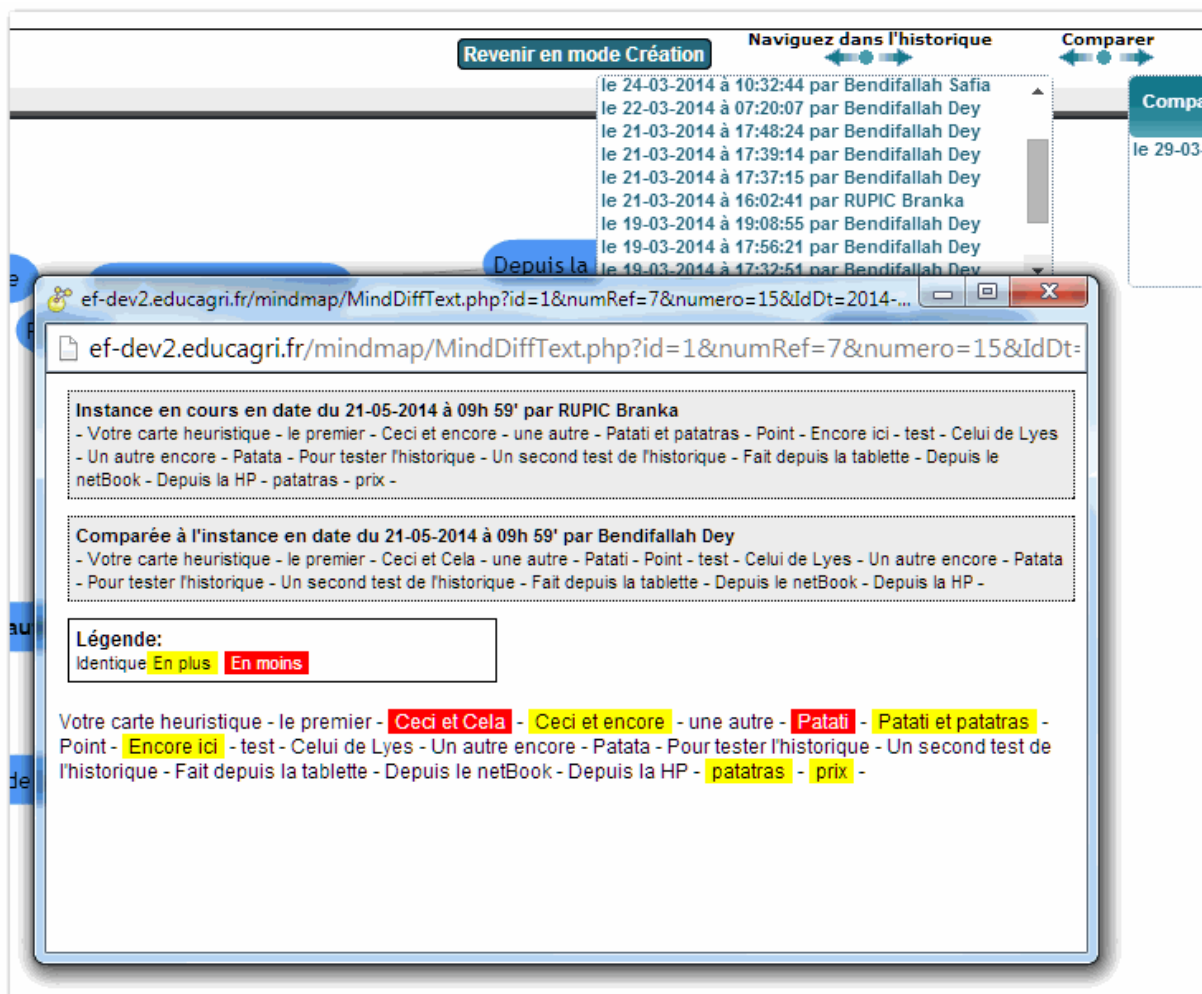 Revenir en mode Création
Naviguez dans l'historique
Comparer
le 24-03-2014 à 10:32:44 par Bendifallah Safia
le 22-03-2014 à 07:20:07 par Bendifallah Dey
le 21-03-2014 à 17:48:24 par Bendifallah Dey
le 21-03-2014 à 17:39:14 par Bendifallah Dey
le 21-03-2014 à 17:37:15 par Bendifallah Dey
le 21-03-2014 à 16:02:41 par RUPIC Branka
le 19-03-2014 à 19:08:55 par Bendifallah Dey
le 19-03-2014 à 17:56:21 par Bendifallah Dey
le 19-03-2014 à 17:32:51 par Bendifallah Dey
Compa
le 29-03-
Depuis la
ef-dev2.educagri.fr/mindmap/MindDiffText.php?id=1&numRef=7&numero=15&IdDt=2014-...
ef-dev2.educagri.fr/mindmap/MindDiffText.php?id=1&numRef=7&numero=15&IdDt=
Instance en cours en date du 21-05-2014 à 09h 59' par RUPIC Branka
- Votre carte heuristique - le premier - Ceci et encore - une autre - Patati et patatras - Point - Encore ici - test - Celui de Lyes
- Un autre encore - Patata - Pour tester l'historique - Un second test de l'historique - Fait depuis la tablette - Depuis le
netBook - Depuis la HP - patatras - prix -
Comparée à l'instance en date du 21-05-2014 à 09h 59' par Bendifallah Dey
- Votre carte heuristique - le premier - Ceci et Cela - une autre - Patati - Point - test - Celui de Lyes - Un autre encore - Patata
- Pour tester l'historique - Un second test de l'historique - Fait depuis la tablette - Depuis le netBook - Depuis la HP -
Légende:
Identique En plus En moins
Votre carte heuristique - le premier - Ceci et Cela - Ceci et encore - une autre - Patati - Patati et patatras -
Point - Encore ici - test - Celui de Lyes - Un autre encore - Patata - Pour tester l'historique - Un second test de
l'historique - Fait depuis la tablette - Depuis le netBook - Depuis la HP - patatras - prix -
au
de